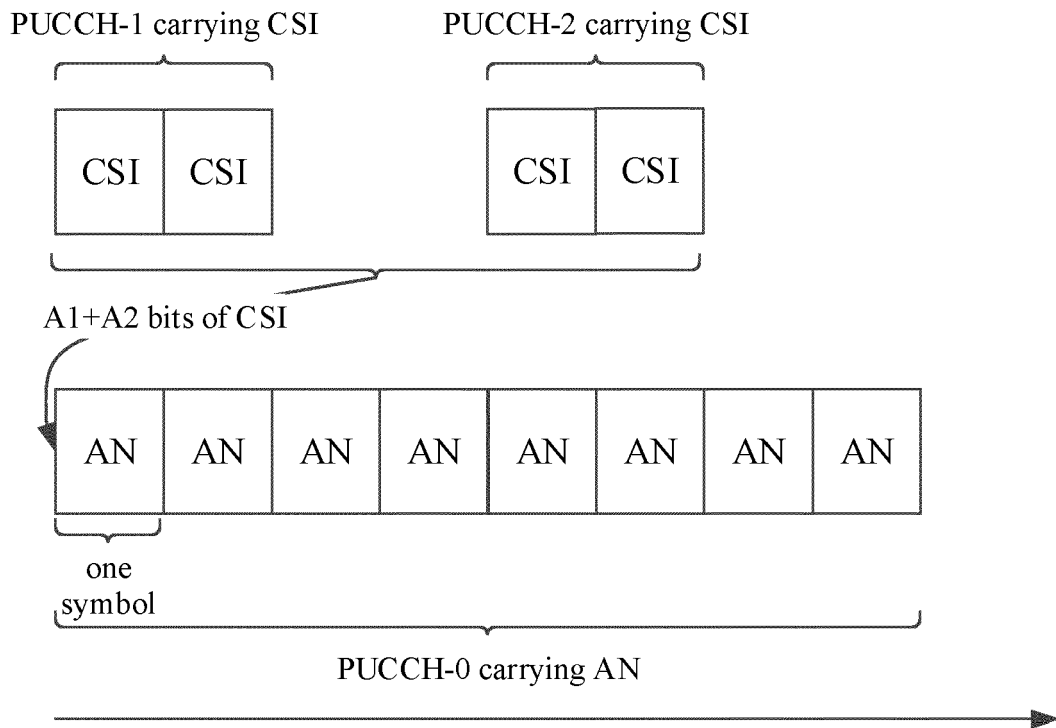 PUCCH-1 carrying CSI PUCCH-2 carrying CSI
CSI CSI CSI CSI
A1+A2 bits of CSI
AN AN AN AN AN AN AN AN
one
symbol
PUCCH-0 carrying AN